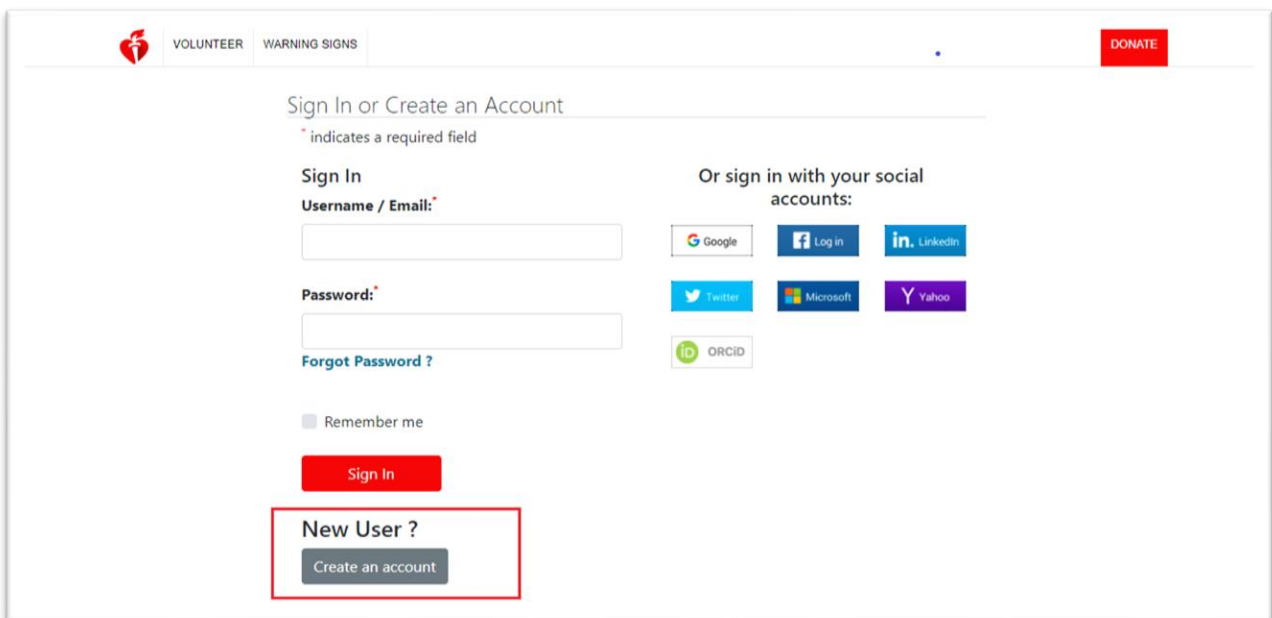 VOLUNTEER WARNING SIGNS DONATE
Sign In or Create an Account
* indicates a required field
Sign In
Username / Email:*
Password:*
Forgot Password ?
Remember me
Sign In
New User ?
Create an account
Or sign in with your social
accounts:
Google Log in in. LinkedIn
Twitter Microsoft Y Yahoo
iD ORCID